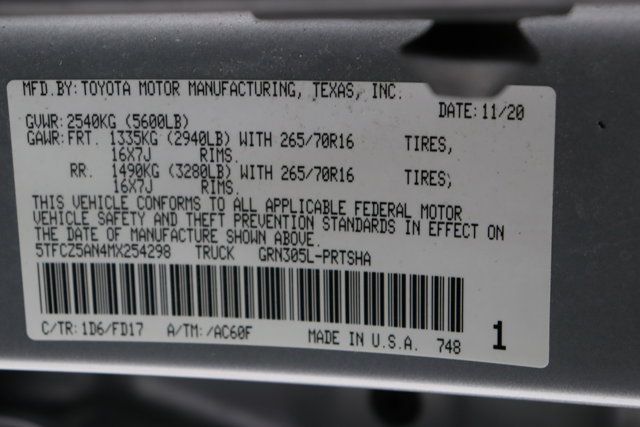 MFD.BY: TOYOTA MOTOR MANUFACTURING, TEXAS, INC.
DATE: 11/20
GVWR: 2540KG (5600LB)
GAWR: FRT. 1335KG (2940LB) WITH 265/70R16 TIRES,
16X7J RIMS.
RR. 1490KG (3280LB) WITH 265/70R16 TIRES,
16X7J RIMS.
THIS VEHICLE CONFORMS TO ALL APPLICABLE FEDERAL MOTOR
VEHICLE SAFETY AND THEFT PREVENTION STANDARDS IN EFFECT ON
THE DATE OF MANUFACTURE SHOWN ABOVE.
5TFCZ5AN4MX254298 TRUCK GRN305L-PRTSHA
C/TR: 1D6/FD17 A/TM: /AC60F MADE IN U.S.A. 748 1